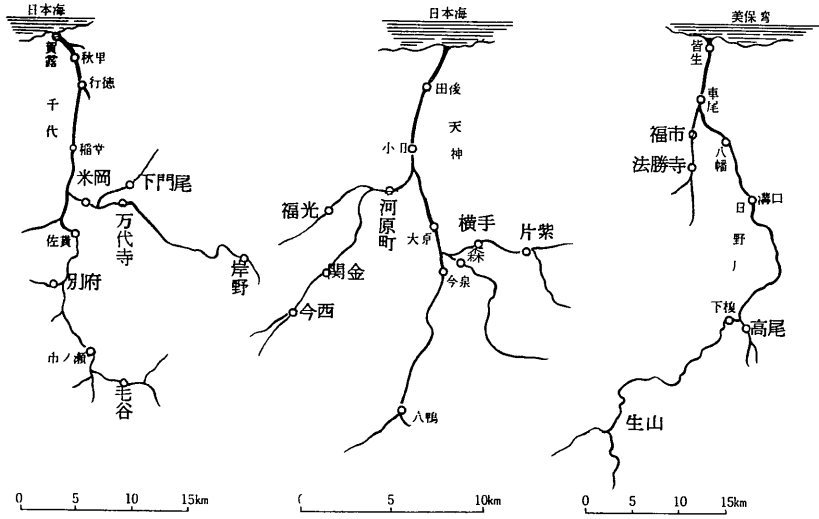 日本海
賀露
秋里
行徳
千代
稲常
米岡
下門尾
万代寺
佐貫
岸野
別府
市ノ瀬
毛谷
0 5 10 15km
日本海
田後
天神
小田
福光
河原町
大原
横手
片柴
森
関金
今泉
今西
八鴨
0 5 10km
美保湾
皆生
車尾
福市
八幡
法勝寺
溝口
日野川
下榎
高尾
生山
0 5 10 15km